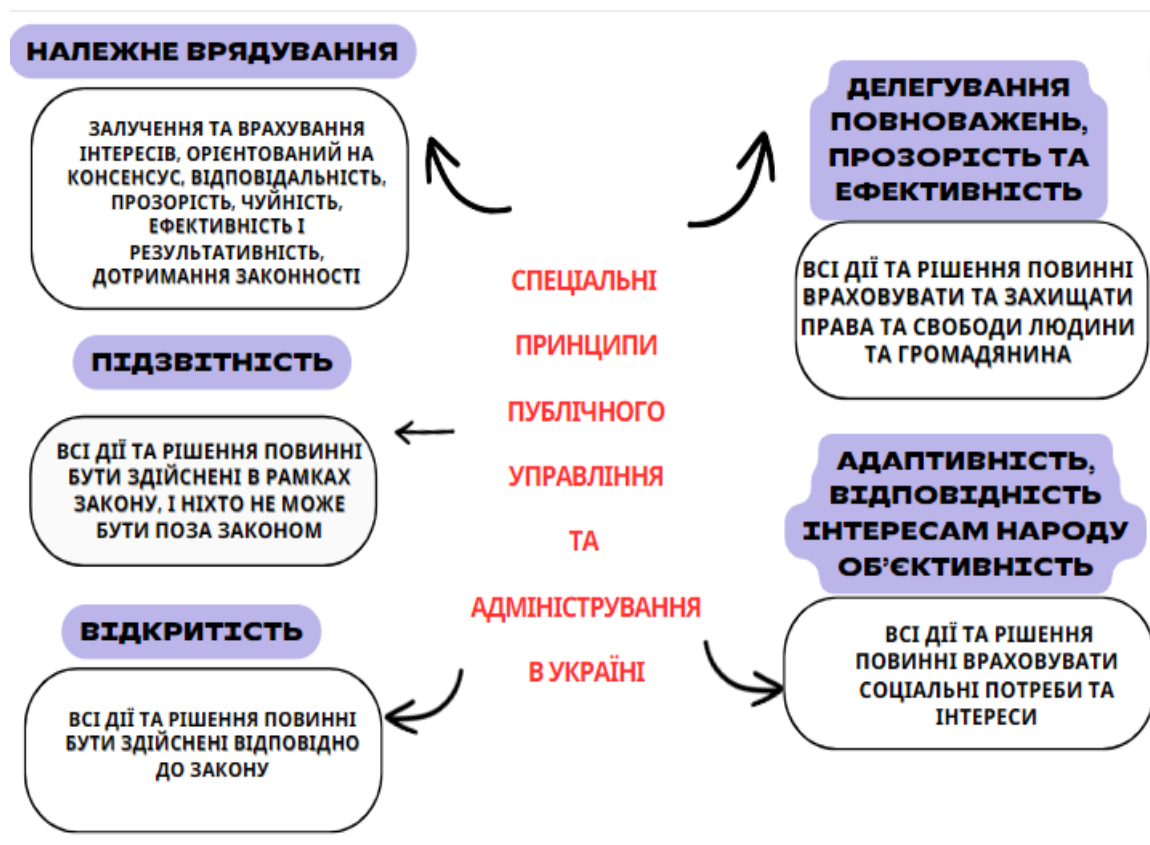 НАЛЕЖНЕ ВРЯДУВАННЯ
ЗАЛУЧЕННЯ ТА ВРАХУВАННЯ
ІНТЕРЕСІВ, ОРІЄНТОВАНИЙ НА
КОНСЕНСУС, ВІДПОВІДАЛЬНІСТЬ,
ПРОЗОРІСТЬ, ЧУЙНІСТЬ,
ЕФЕКТИВНІСТЬ І
РЕЗУЛЬТАТИВНІСТЬ,
ДОТРИМАННЯ ЗАКОННОСТІ
ПІДЗВІТНІСТЬ
ВСІ ДІЇ ТА РІШЕННЯ ПОВИННІ
БУТИ ЗДІЙСНЕНІ В РАМКАХ
ЗАКОНУ, І НІХТО НЕ МОЖЕ
БУТИ ПОЗА ЗАКОНОМ
ВІДКРИТІСТЬ
ВСІ ДІЇ ТА РІШЕННЯ ПОВИННІ
БУТИ ЗДІЙСНЕНІ ВІДПОВІДНО
ДО ЗАКОНУ
СПЕЦІАЛЬНІ
ПРИНЦИПИ
ПУБЛІЧНОГО
УПРАВЛІННЯ
ТА
АДМІНІСТРУВАННЯ
В УКРАЇНІ
ДЕЛЕГУВАННЯ
ПОВНОВАЖЕНЬ,
ПРОЗОРІСТЬ ТА
ЕФЕКТИВНІСТЬ
ВСІ ДІЇ ТА РІШЕННЯ ПОВИННІ
ВРАХОВУВАТИ ТА ЗАХИЩАТИ
ПРАВА ТА СВОБОДИ ЛЮДИНИ
ТА ГРОМАДЯНИНА
АДАПТИВНІСТЬ,
ВІДПОВІДНІСТЬ
ІНТЕРЕСАМ НАРОДУ
ОБ’ЄКТИВНІСТЬ
ВСІ ДІЇ ТА РІШЕННЯ
ПОВИННІ ВРАХОВУВАТИ
СОЦІАЛЬНІ ПОТРЕБИ ТА
ІНТЕРЕСИ